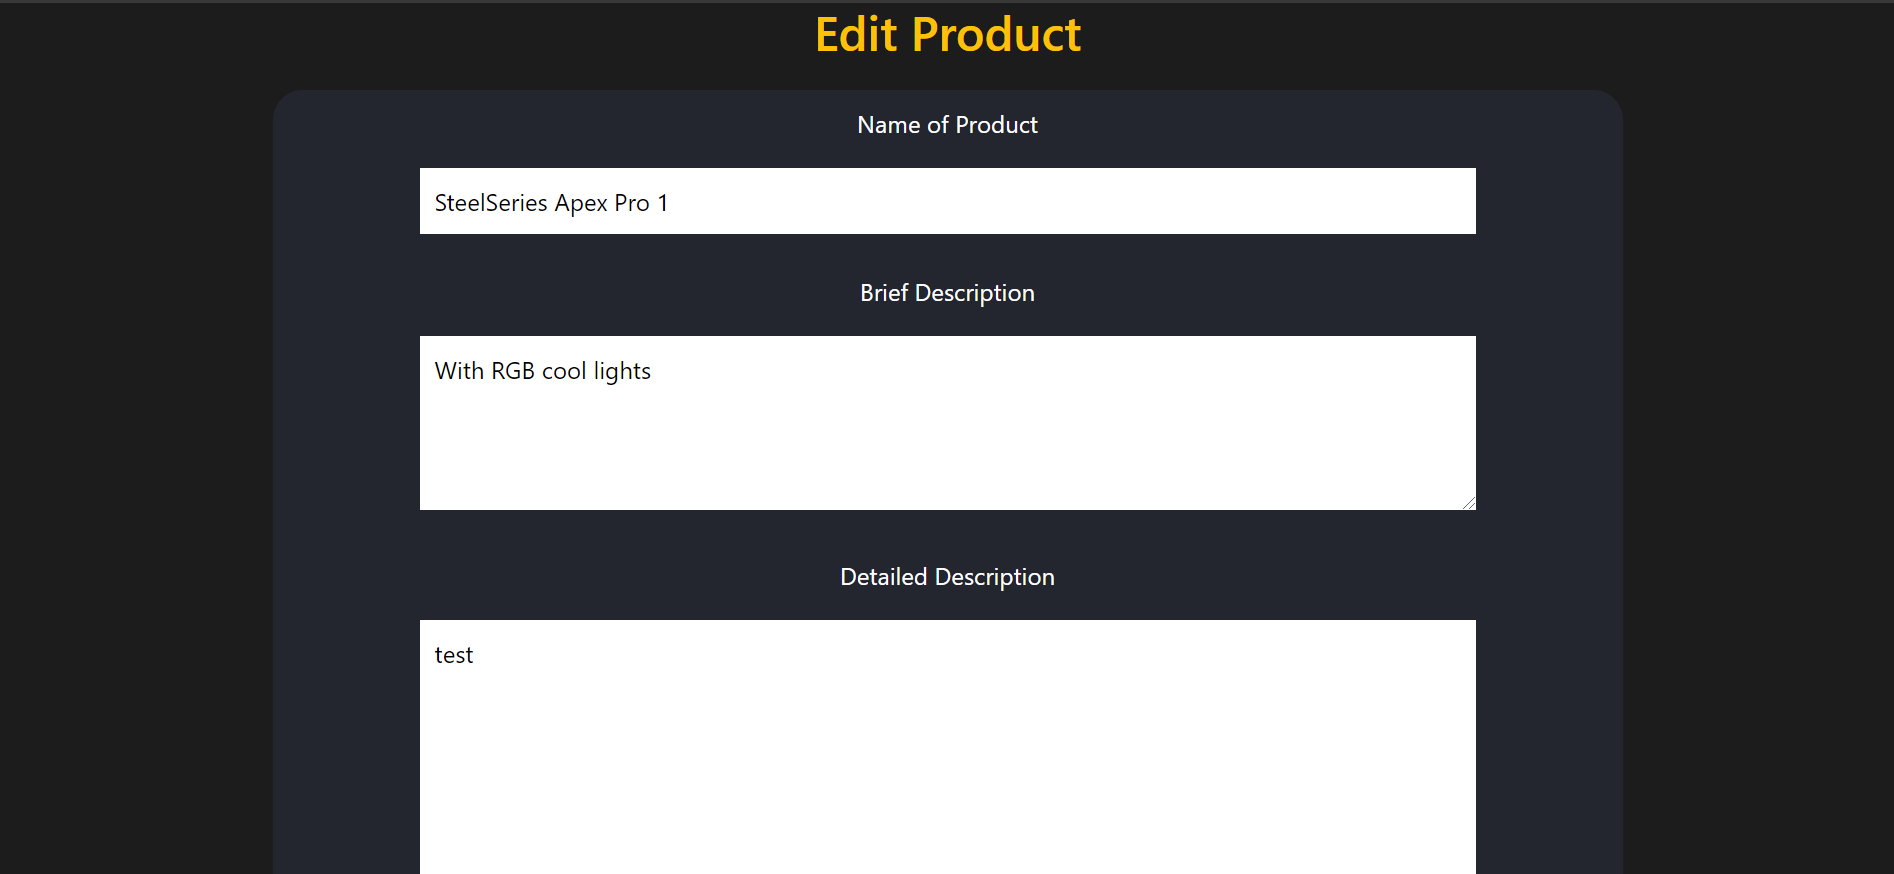 Edit Product
Name of Product
SteelSeries Apex Pro 1
Brief Description
With RGB cool lights
Detailed Description
test